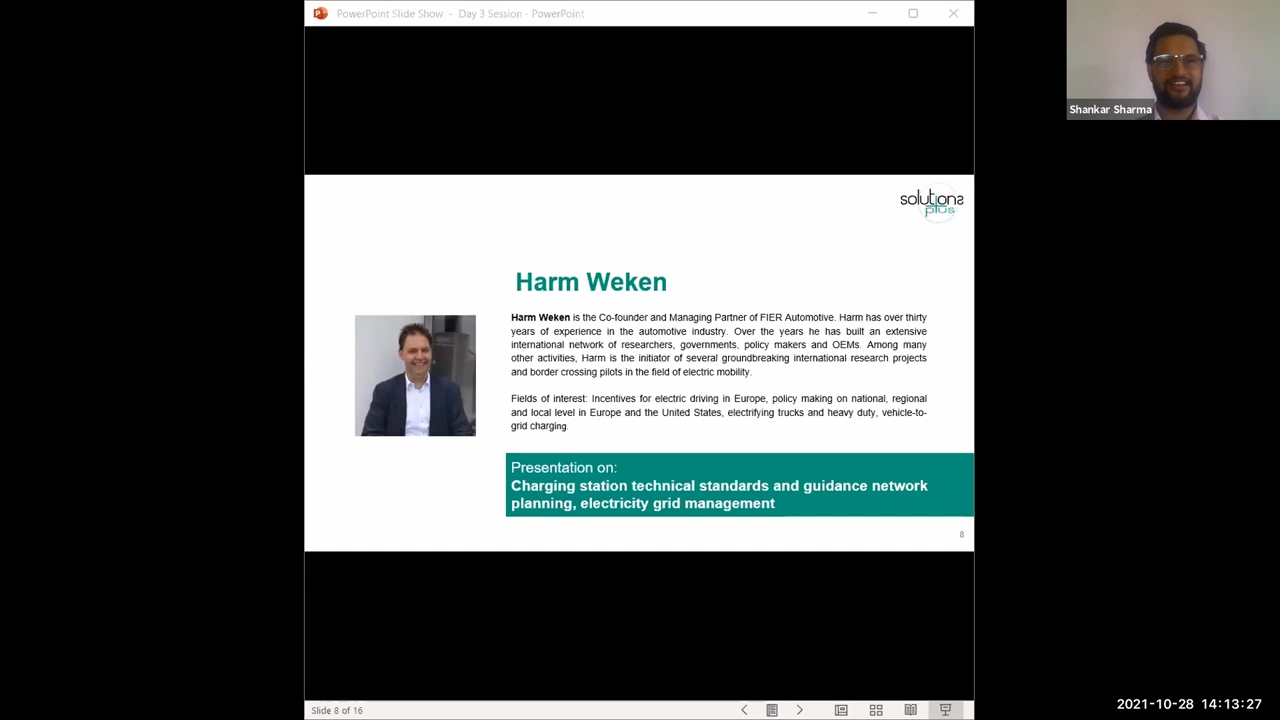 PowerPoint Slide Show - Day 3 Session - PowerPoint
Shankar Sharma
solutions
plus
Harm Weken
Harm Weken is the Co-founder and Managing Partner of FIER Automotive. Harm has over thirty
years of experience in the automotive industry. Over the years he has built an extensive
international network of researchers, governments, policy makers and OEMs. Among many
other activities, Harm is the initiator of several groundbreaking international research projects
and border crossing pilots in the field of electric mobility.
Fields of interest: Incentives for electric driving in Europe, policy making on national, regional
and local level in Europe and the United States, electrifying trucks and heavy duty, vehicle-to-
grid charging.
Presentation on:
Charging station technical standards and guidance network
planning, electricity grid management
8
Slide 8 of 16
2021-10-28 14:13:27